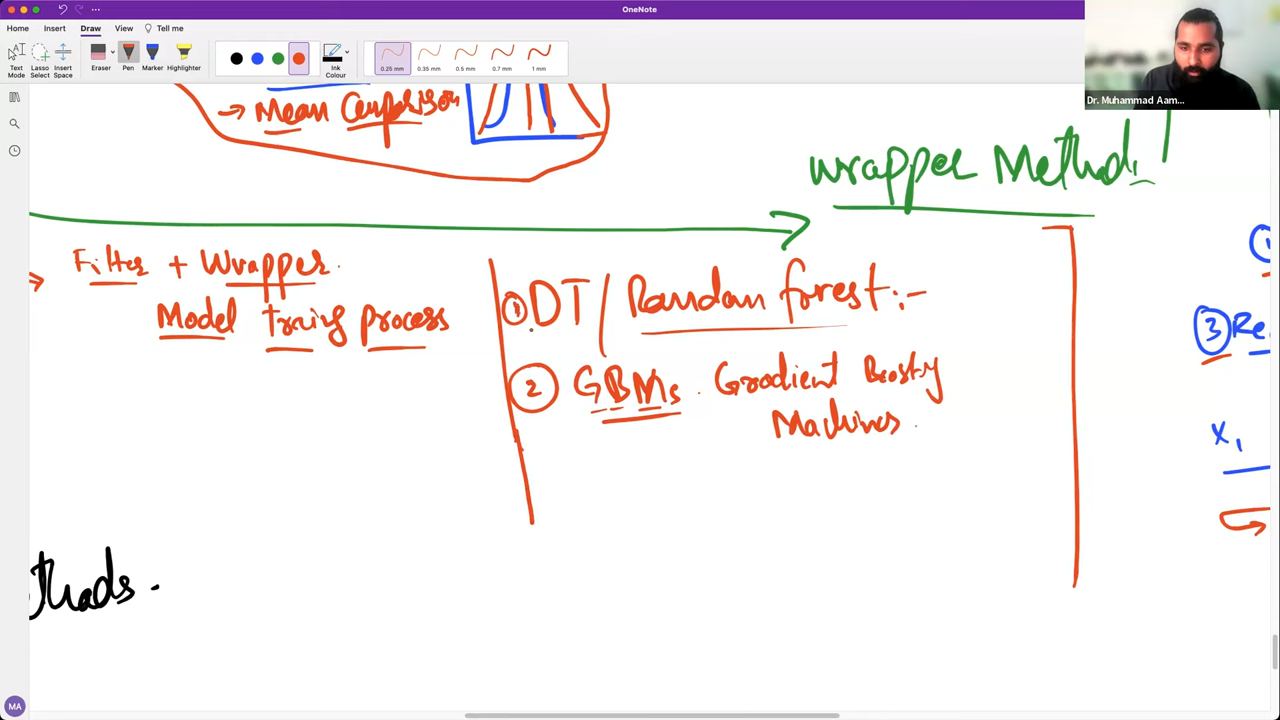 OneNote
Home Insert Draw View Tell me
Text Mode
Lasso Select
Insert Space
Eraser
Pen
Marker
Highlighter
Ink Colour
0.25 mm
0.35 mm
0.5 mm
0.7 mm
1 mm
Dr. Muhammad Aam...
→ Mean Comparison
Wrapper Method
Filter + Wrapper.
Model traing process
① DT / Random forest :-
② GBMs. Gradient Boosty
Machines.
③ Re
x₁
thods.
MA